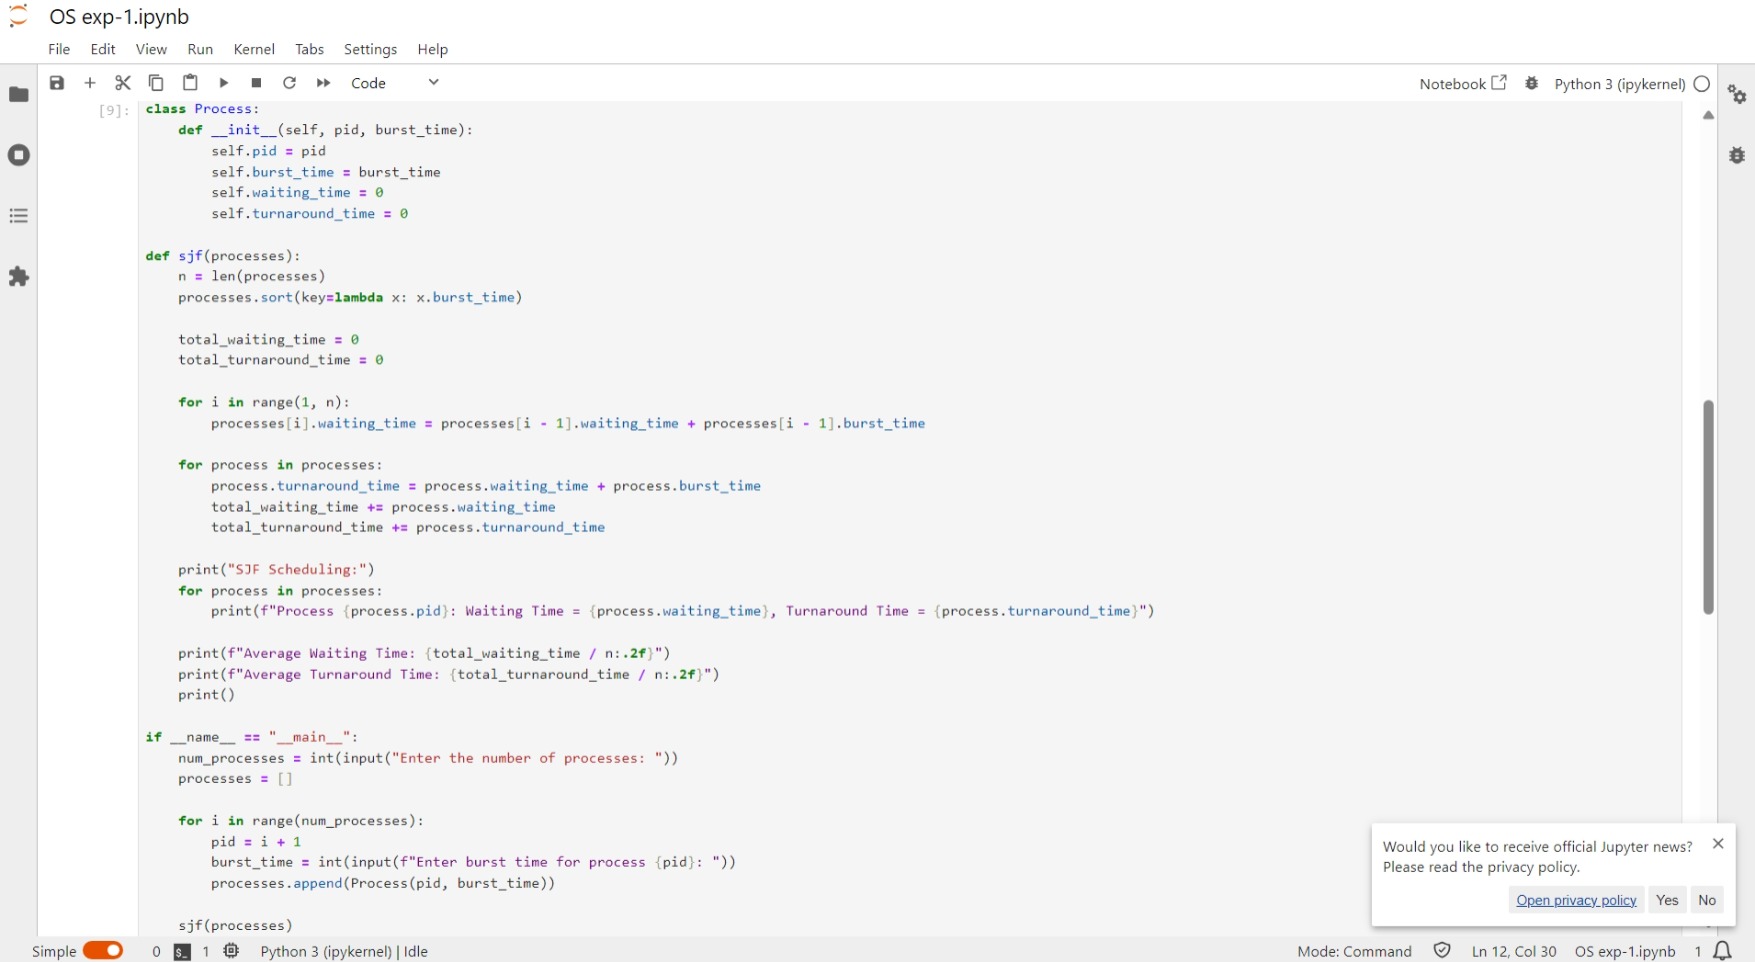 OS exp-1.ipynb
File Edit View Run Kernel Tabs Settings Help
Code Notebook Python 3 (ipykernel)
[9]: class Process:
    def __init__(self, pid, burst_time):
        self.pid = pid
        self.burst_time = burst_time
        self.waiting_time = 0
        self.turnaround_time = 0
def sjf(processes):
    n = len(processes)
    processes.sort(key=lambda x: x.burst_time)
    total_waiting_time = 0
    total_turnaround_time = 0
    for i in range(1, n):
        processes[i].waiting_time = processes[i - 1].waiting_time + processes[i - 1].burst_time
    for process in processes:
        process.turnaround_time = process.waiting_time + process.burst_time
        total_waiting_time += process.waiting_time
        total_turnaround_time += process.turnaround_time
    print("SJF Scheduling:")
    for process in processes:
        print(f"Process {process.pid}: Waiting Time = {process.waiting_time}, Turnaround Time = {process.turnaround_time}")
    print(f"Average Waiting Time: {total_waiting_time / n:.2f}")
    print(f"Average Turnaround Time: {total_turnaround_time / n:.2f}")
    print()
if __name__ == "__main__":
    num_processes = int(input("Enter the number of processes: "))
    processes = []
    for i in range(num_processes):
        pid = i + 1
        burst_time = int(input(f"Enter burst time for process {pid}: "))
        processes.append(Process(pid, burst_time))
    sjf(processes)
Would you like to receive official Jupyter news?
Please read the privacy policy.
Open privacy policy Yes No
Simple 0 $_ 1 Python 3 (ipykernel) | Idle Mode: Command Ln 12, Col 30 OS exp-1.ipynb 1